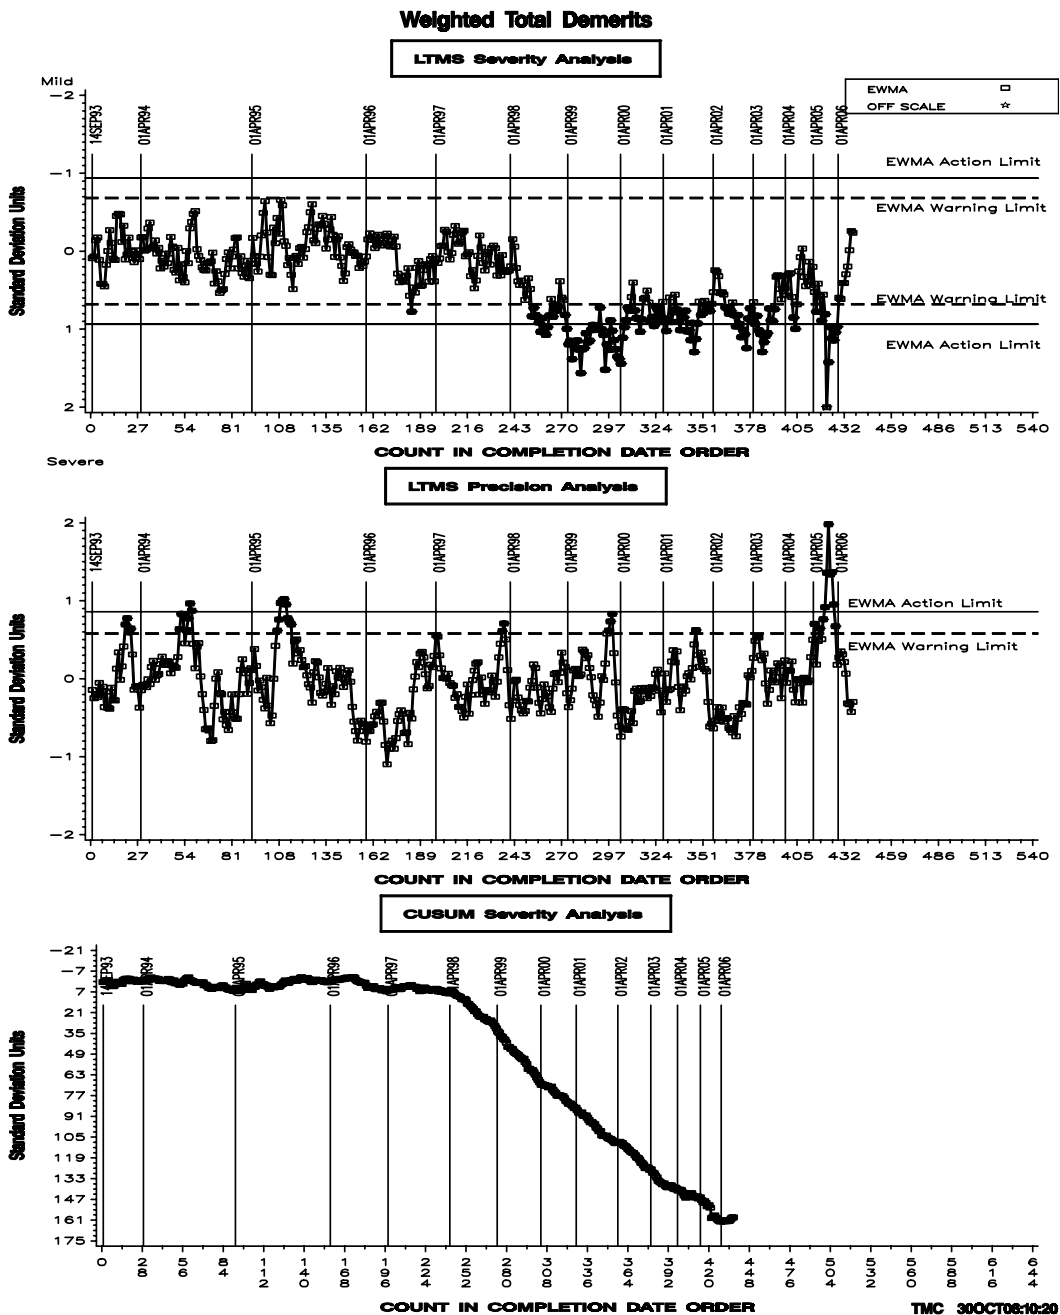 Weighted Total Demerits
LTMS Severity Analysis
Mild
EWMA
OFF SCALE
14SEP93 01APR94 01APR95 01APR96 01APR97 01APR98 01APR99 01APR00 01APR01 01APR02 01APR03 01APR04 01APR05 01APR06
-2
-1
0
1
2
Standard Deviation Units
EWMA Action Limit
EWMA Warning Limit
EWMA Warning Limit
EWMA Action Limit
0 27 54 81 108 135 162 189 216 243 270 297 324 351 378 405 432 459 486 513 540
COUNT IN COMPLETION DATE ORDER
Severe
LTMS Precision Analysis
14SEP93 01APR94 01APR95 01APR96 01APR97 01APR98 01APR99 01APR00 01APR01 01APR02 01APR03 01APR04 01APR05 01APR06
2
1
0
-1
-2
Standard Deviation Units
EWMA Action Limit
EWMA Warning Limit
0 27 54 81 108 135 162 189 216 243 270 297 324 351 378 405 432 459 486 513 540
COUNT IN COMPLETION DATE ORDER
CUSUM Severity Analysis
14SEP93 01APR94 01APR95 01APR96 01APR97 01APR98 01APR99 01APR00 01APR01 01APR02 01APR03 01APR04 01APR05 01APR06
-21
-7
7
21
35
49
63
77
91
105
119
133
147
161
175
Standard Deviation Units
0 28 56 84 112 140 168 196 224 252 280 308 336 364 392 420 448 476 504 532 560 588 616 644
COUNT IN COMPLETION DATE ORDER